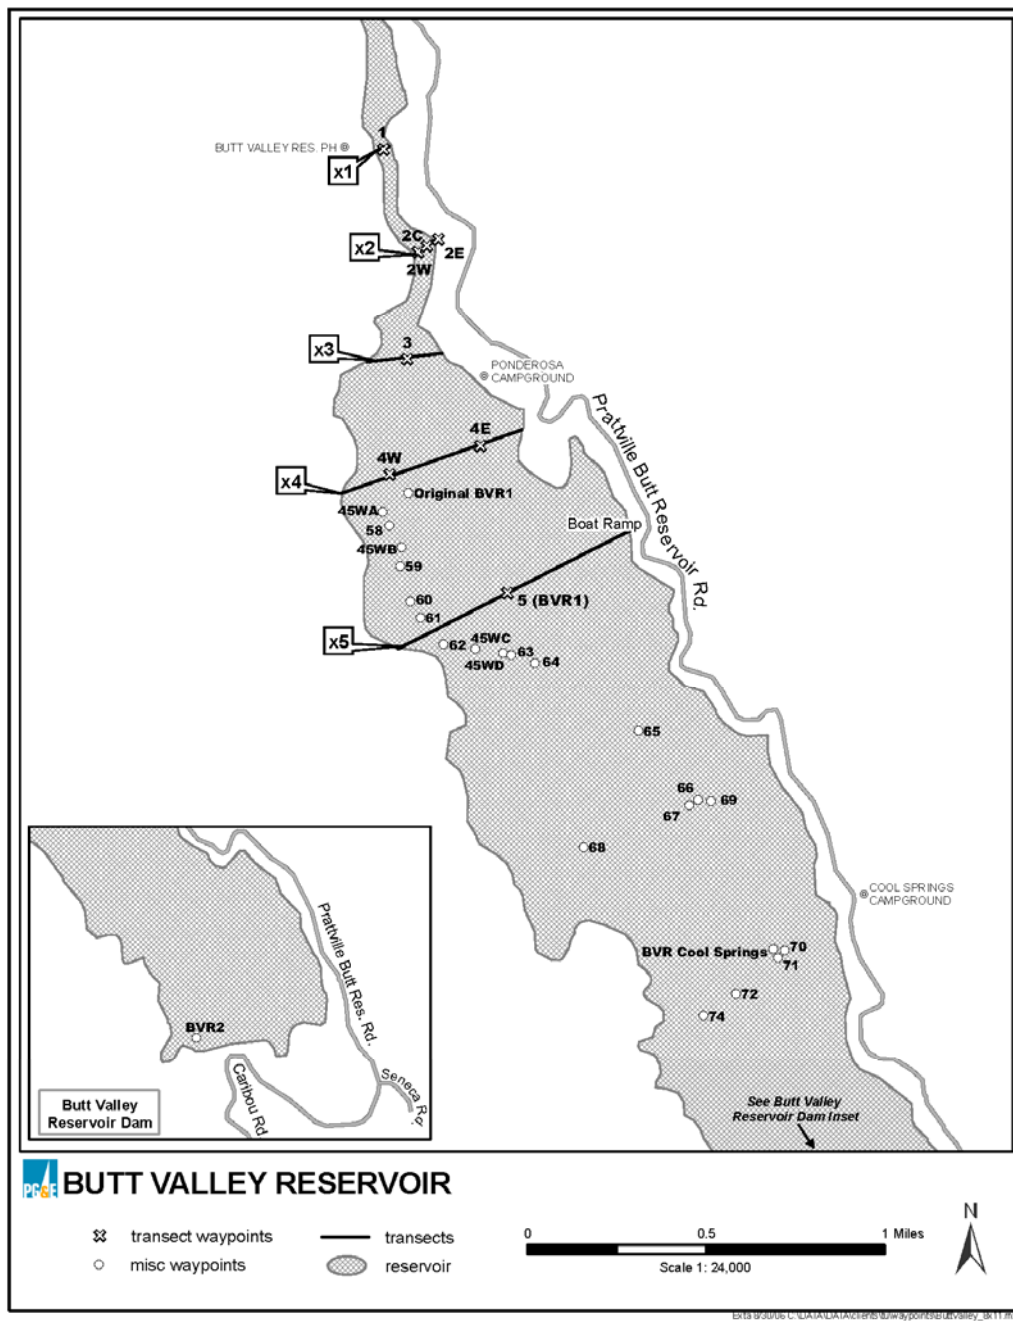 1
BUTT VALLEY RES. PH
x1
2C
x2
2E
2W
3
x3
PONDEROSA
CAMPGROUND
4E
Prattville Butt Reservoir Rd.
4W
x4
Original BVR1
45WA
58
Boat Ramp
45WB
59
60
5 (BVR1)
61
x5
62
45WC
63
45WD
64
65
66
69
67
68
COOL SPRINGS
CAMPGROUND
BVR Cool Springs
70
71
72
74
See Butt Valley
Reservoir Dam Inset
Prattville Butt Res. Rd.
BVR2
Caribou Rd
Seneca Rd.
Butt Valley
Reservoir Dam
PG&E
BUTT VALLEY RESERVOIR
transect waypoints
transects
misc waypoints
reservoir
0 0.5 1 Miles
Scale 1: 24,000
N